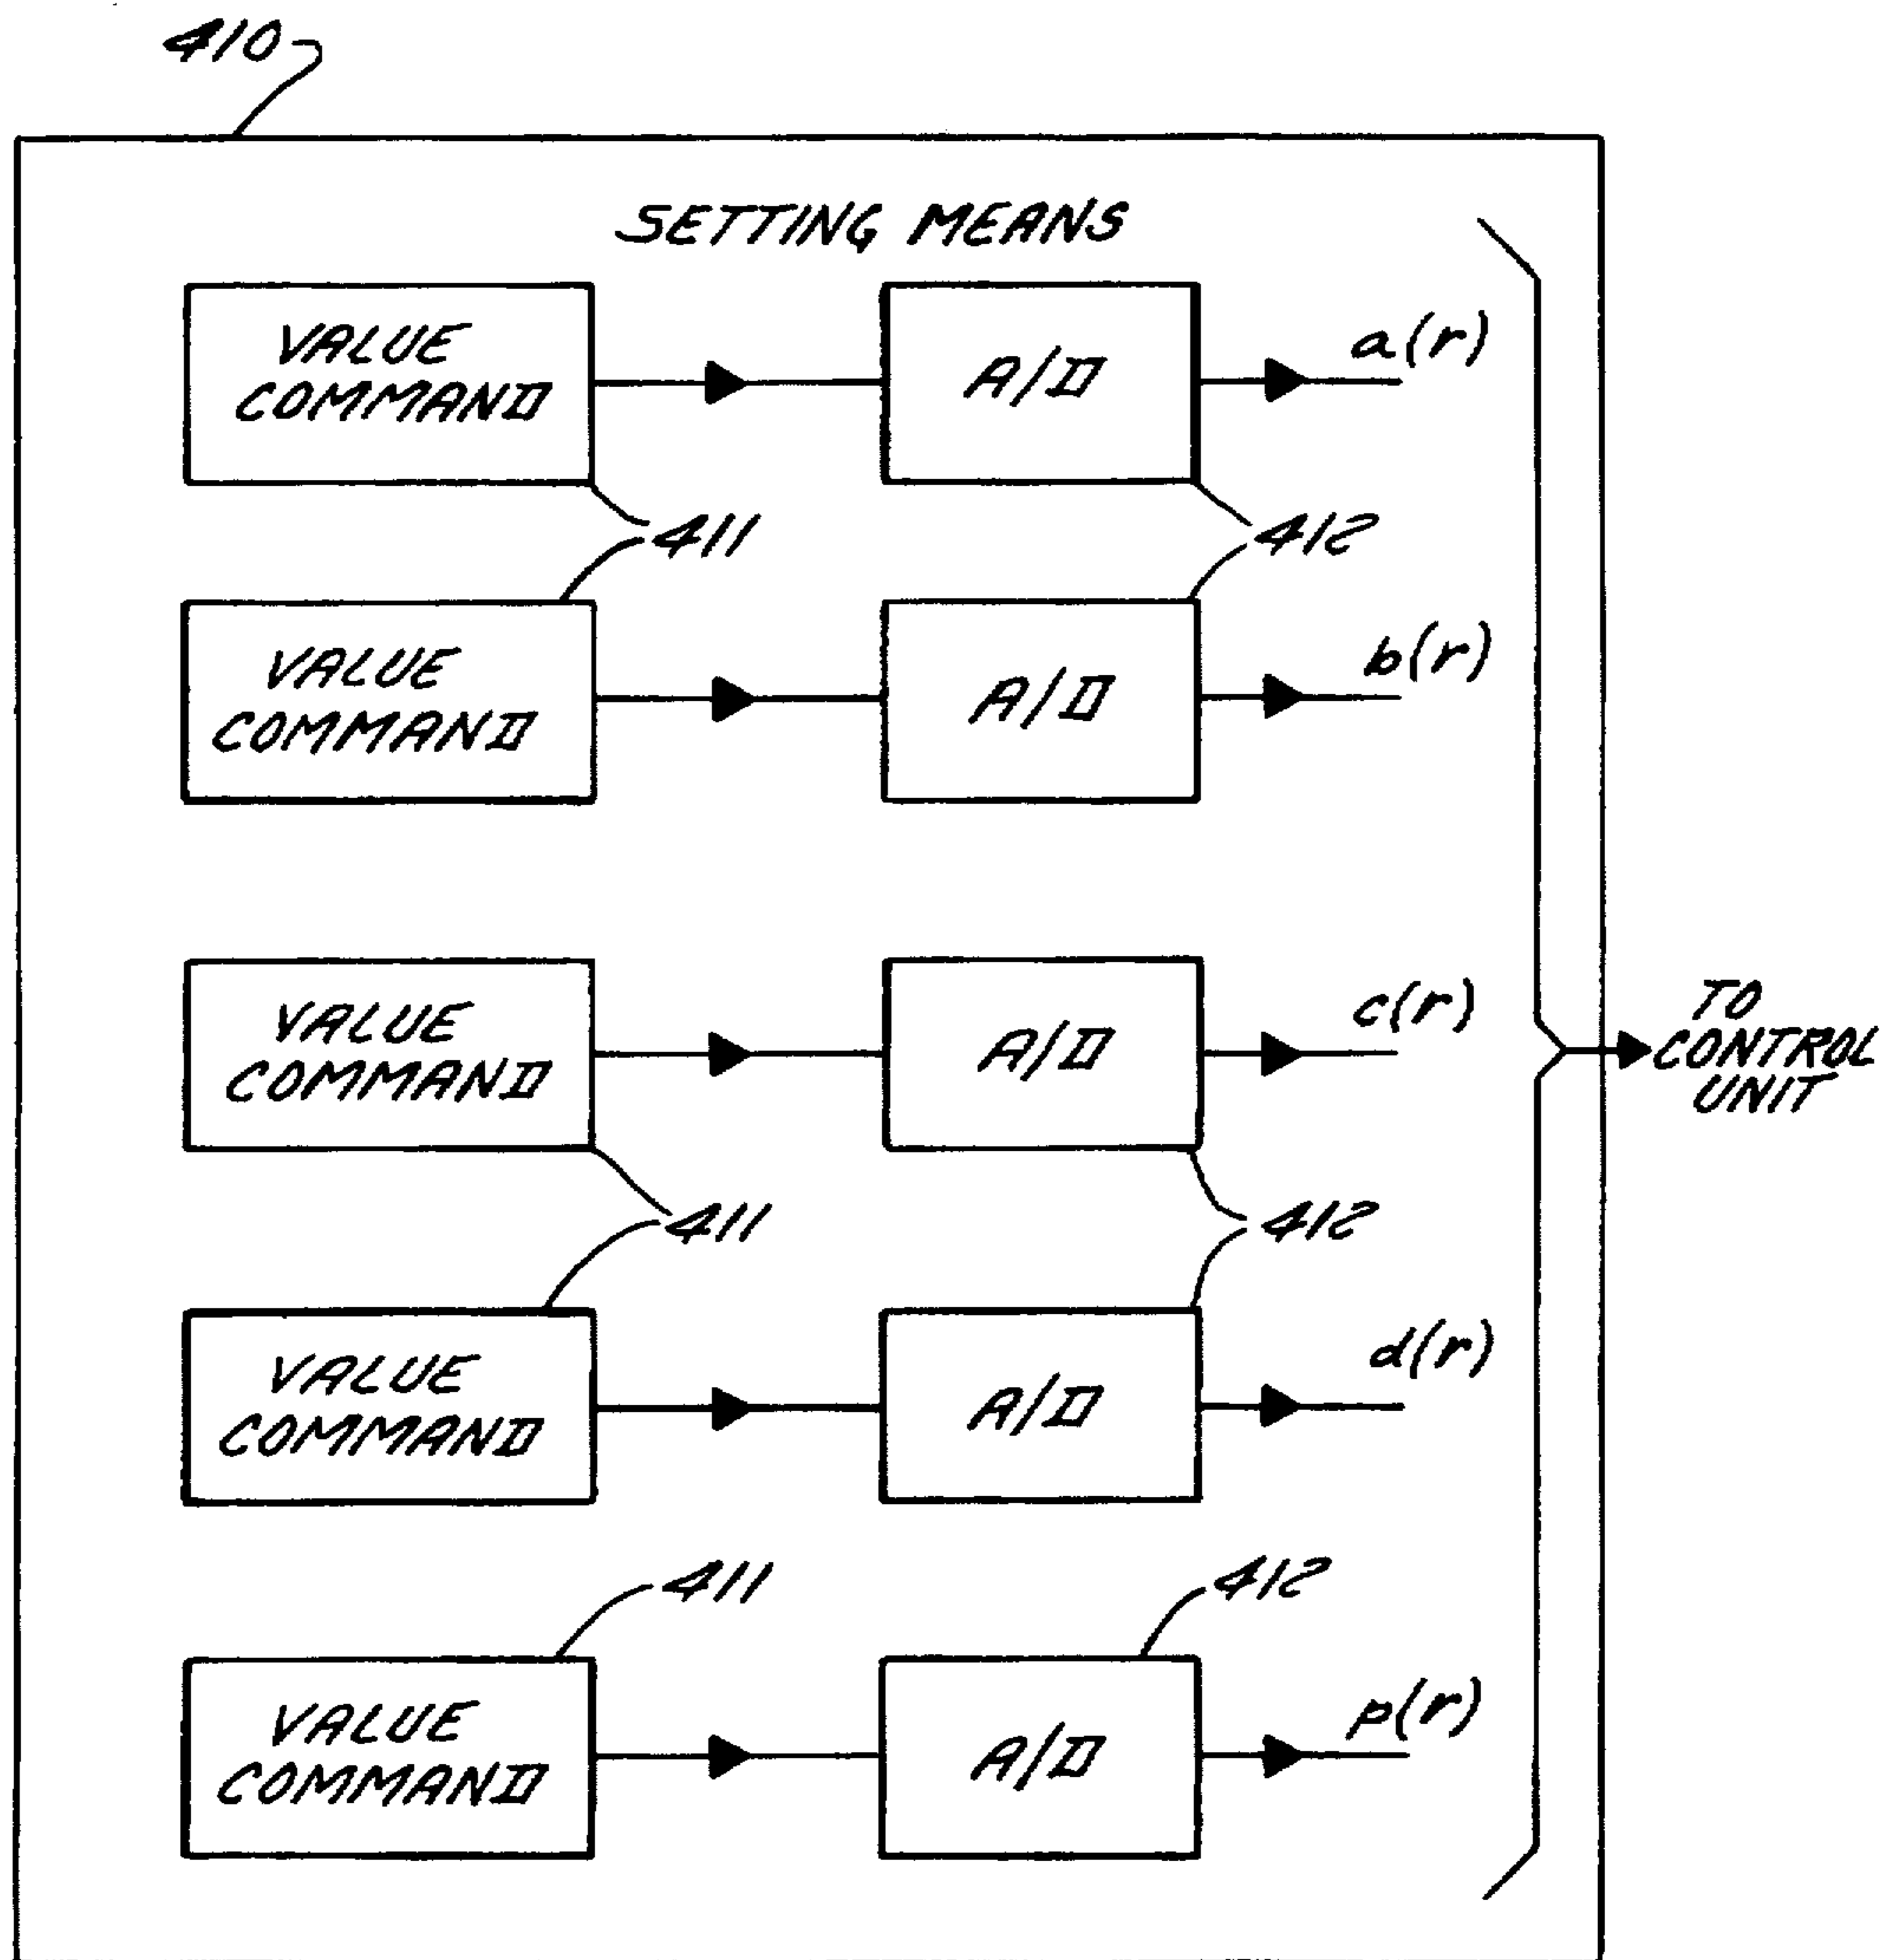 410
SETTING MEANS
VALUE
COMMAND
A/D
a(r)
411
412
VALUE
COMMAND
A/D
b(r)
VALUE
COMMAND
A/D
c(r)
TO
CONTROL
UNIT
411
412
VALUE
COMMAND
A/D
d(r)
411
412
VALUE
COMMAND
A/D
p(r)